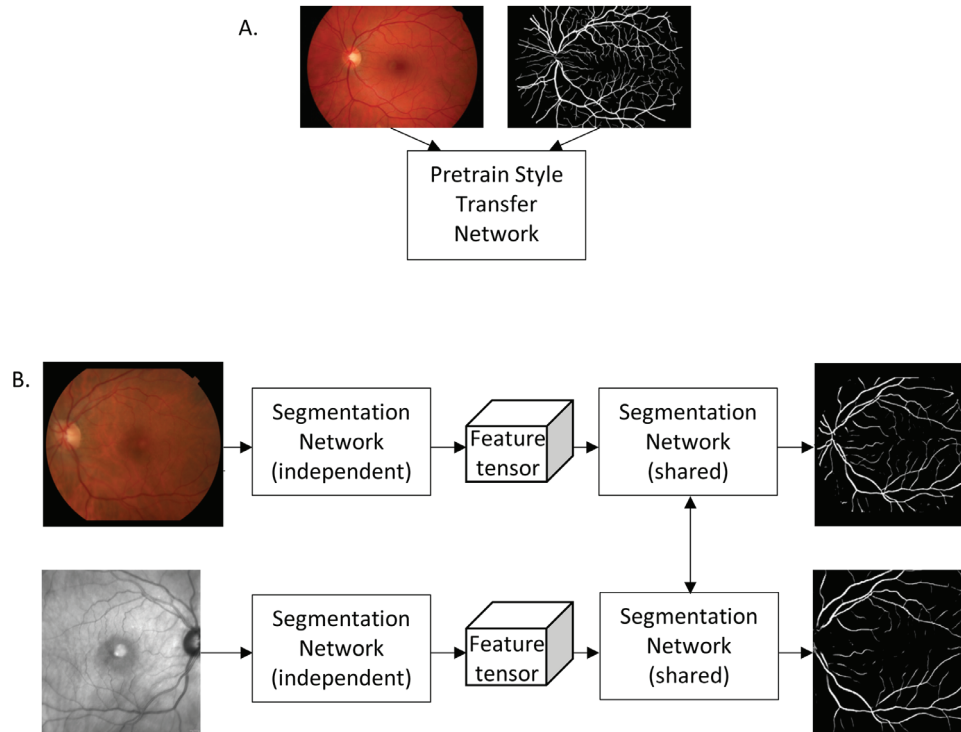 A.
Pretrain Style
Transfer
Network
B.
Segmentation
Network
(independent)
Feature
tensor
Segmentation
Network
(shared)
Segmentation
Network
(independent)
Feature
tensor
Segmentation
Network
(shared)